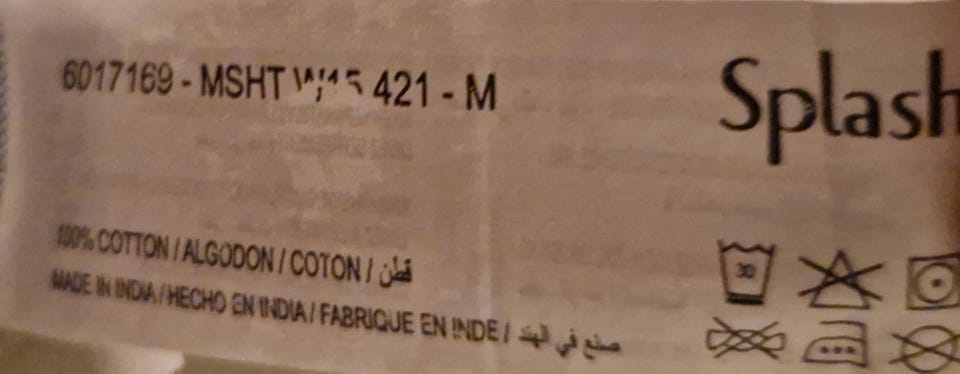 6017169 - MSHT W15 421 - M
Splash
100% COTTON / ALGODON / COTON / قطن
MADE IN INDIA / HECHO EN INDIA / FABRIQUE EN INDE / صنع في الهند
30